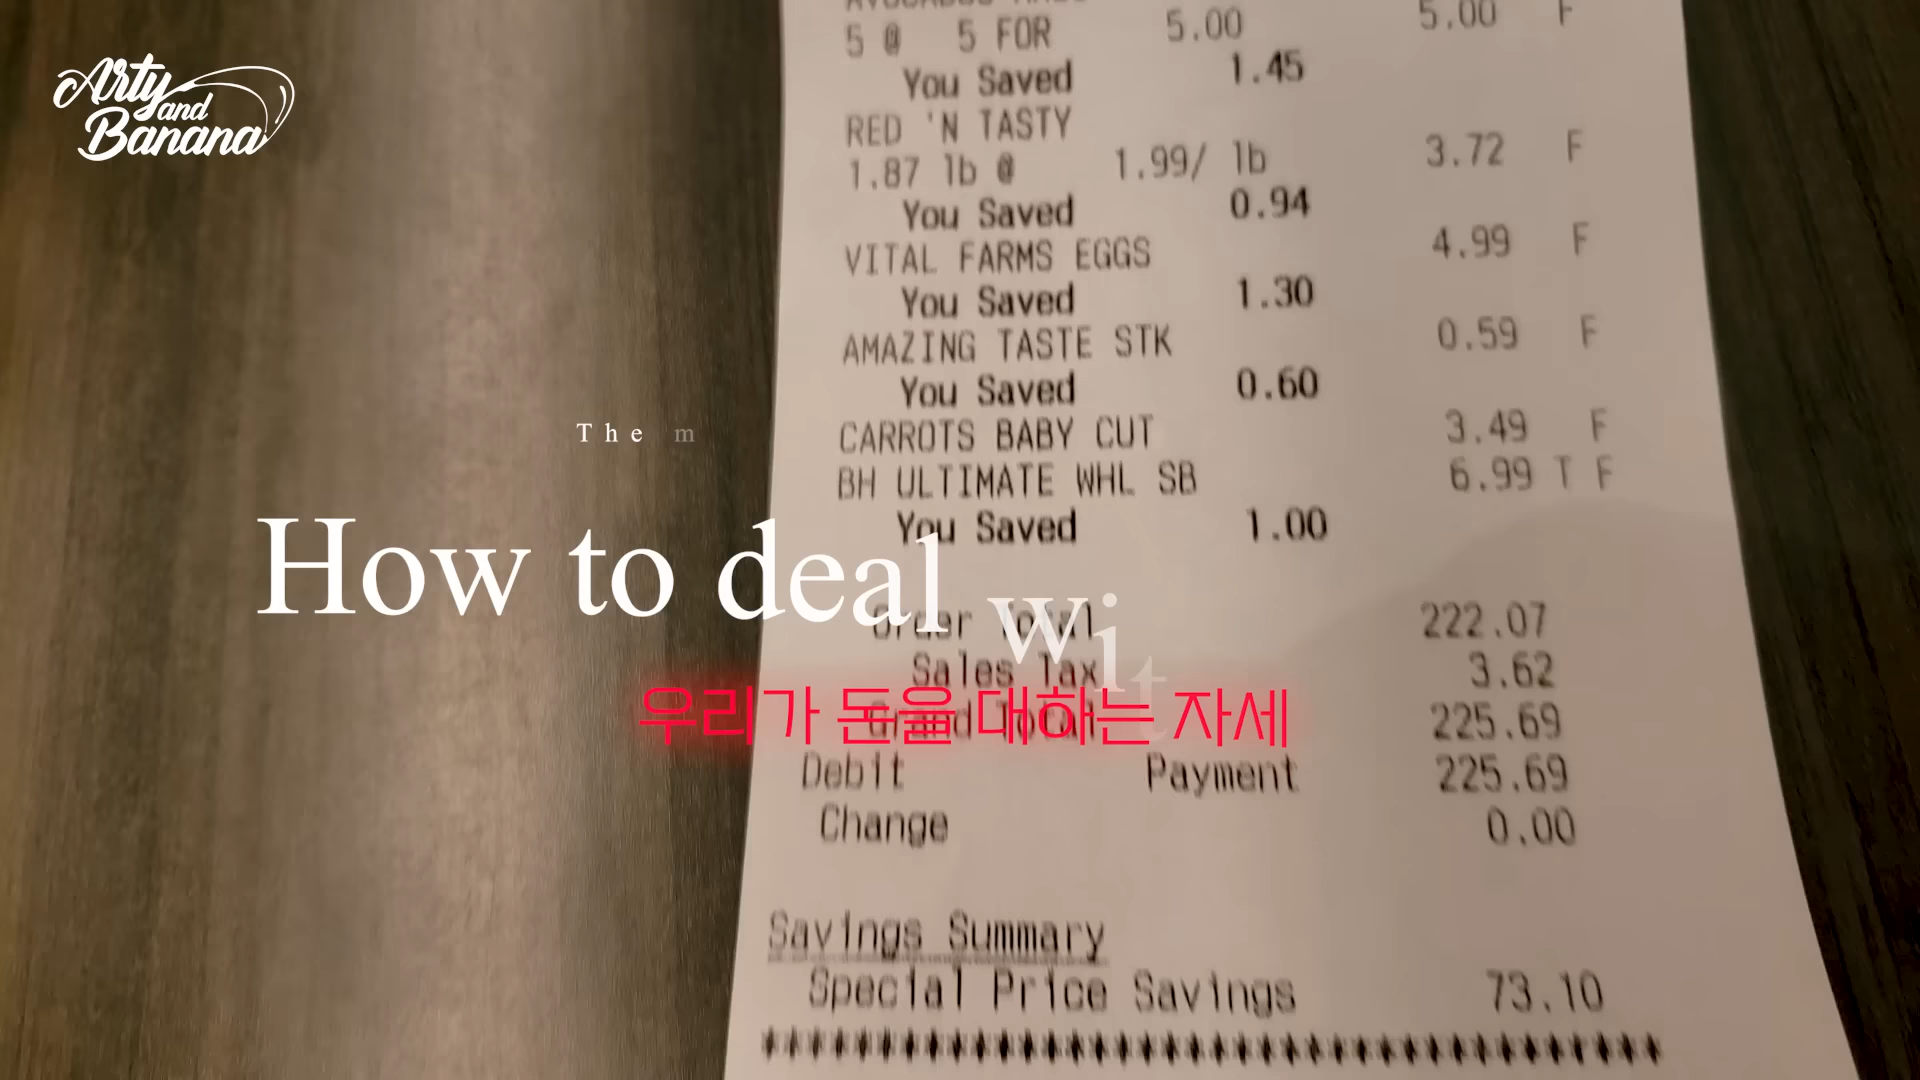 Arty
and
Banana
5 @ 5 FOR 5.00 5.00 F
You Saved 1.45
RED 'N TASTY
1.87 lb @ 1.99/ lb 3.72 F
You Saved 0.94
VITAL FARMS EGGS 4.99 F
You Saved 1.30
AMAZING TASTE STK 0.59 F
You Saved 0.60
CARROTS BABY CUT 3.49 F
BH ULTIMATE WHL SB 6.99 T F
You Saved 1.00
The m
How to deal wit
Order Total 222.07
Sales Tax 3.62
우리가 돈을 대하는 자세
Grand Total 225.69
Debit Payment 225.69
Change 0.00
Savings Summary
Special Price Savings 73.10